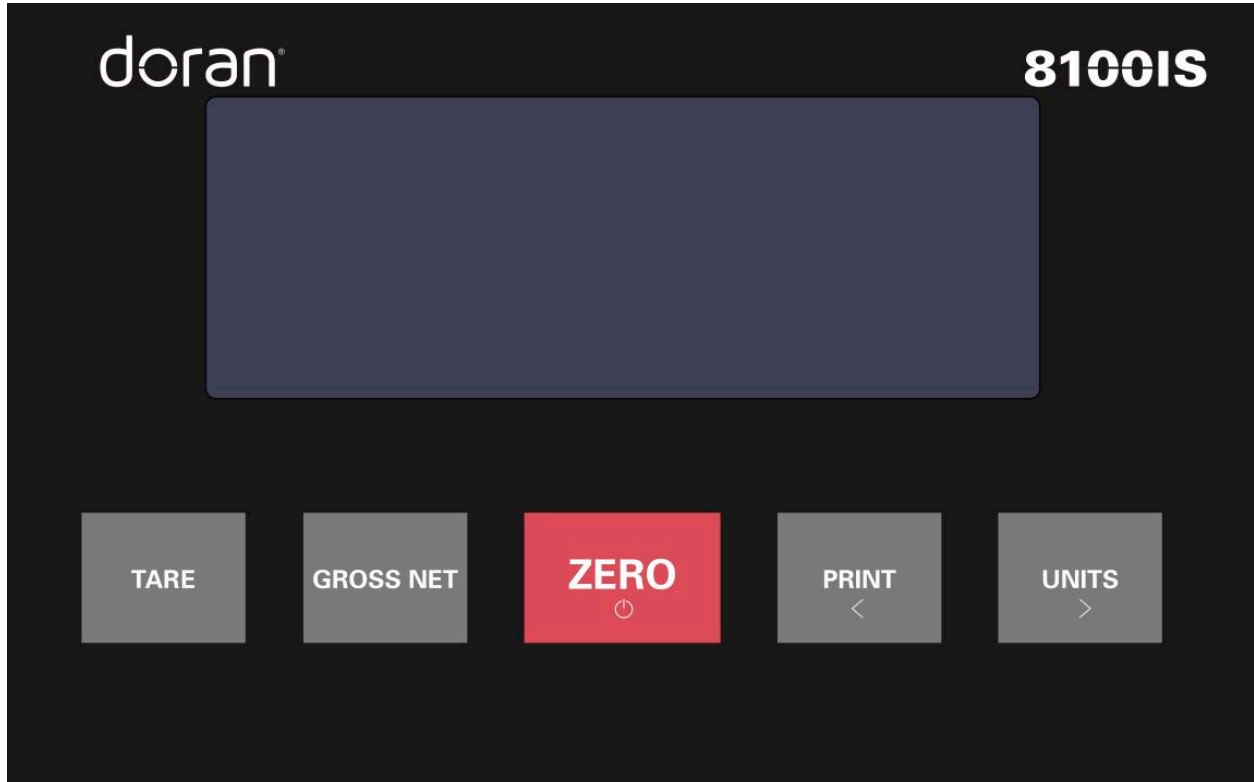 doran®
8100IS
TARE
GROSS NET
ZERO
PRINT
<
UNITS
>